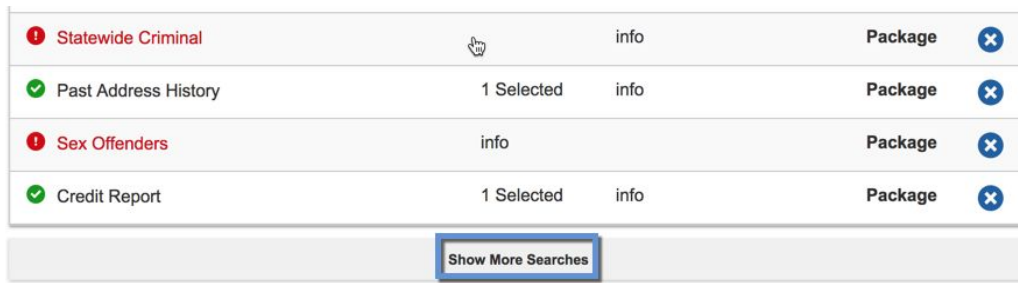 Statewide Criminal info Package
Past Address History 1 Selected info Package
Sex Offenders info Package
Credit Report 1 Selected info Package
Show More Searches